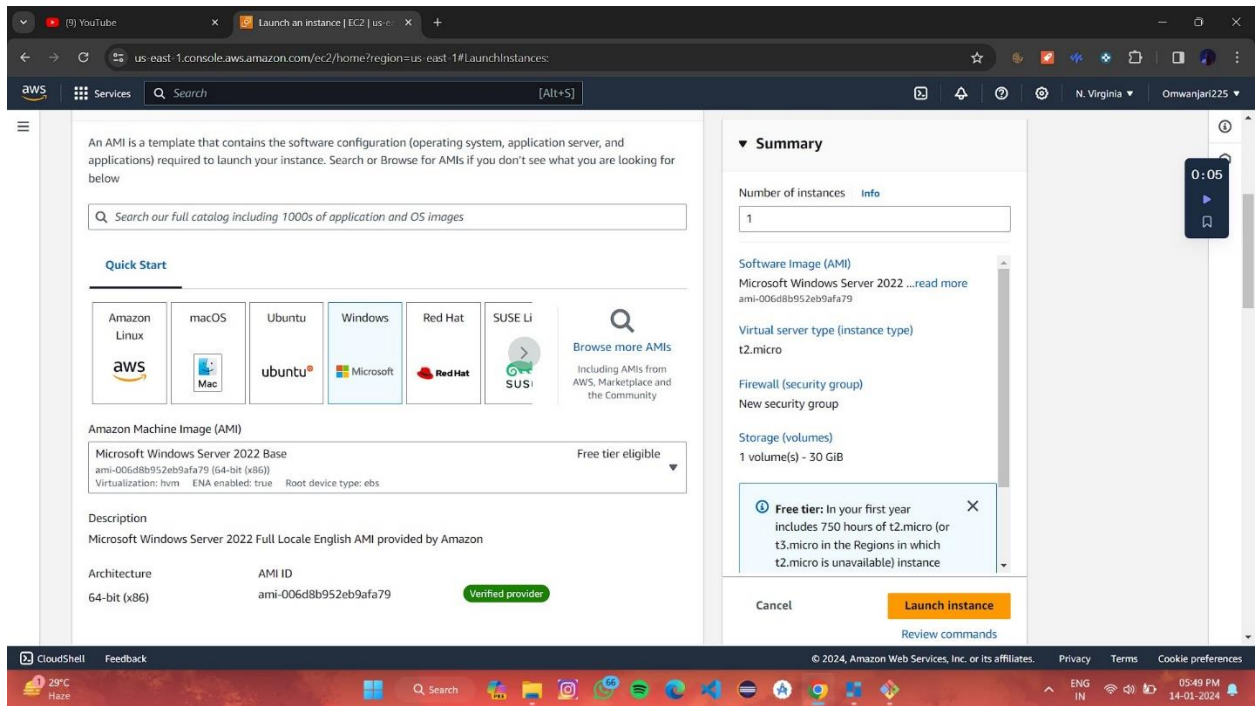 (9) YouTube
Launch an instance | EC2 | us-e
us-east-1.console.aws.amazon.com/ec2/home?region=us-east-1#LaunchInstances:
aws
Services
Search
[Alt+S]
N. Virginia
Omwanjari225
An AMI is a template that contains the software configuration (operating system, application server, and
applications) required to launch your instance. Search or Browse for AMIs if you don't see what you are looking for
below
Search our full catalog including 1000s of application and OS images
Quick Start
Amazon
Linux
aws
macOS
Mac
Ubuntu
ubuntu
Windows
Microsoft
Red Hat
Red Hat
SUSE Li
SUS
Browse more AMIs
Including AMIs from
AWS, Marketplace and
the Community
Amazon Machine Image (AMI)
Microsoft Windows Server 2022 Base
Free tier eligible
ami-006d8b952eb9afa79 (64-bit (x86))
Virtualization: hvm ENA enabled: true Root device type: ebs
Description
Microsoft Windows Server 2022 Full Locale English AMI provided by Amazon
Architecture
64-bit (x86)
AMI ID
ami-006d8b952eb9afa79
Verified provider
Summary
Number of instances Info
1
Software Image (AMI)
Microsoft Windows Server 2022 ...read more
ami-006d8b952eb9afa79
Virtual server type (instance type)
t2.micro
Firewall (security group)
New security group
Storage (volumes)
1 volume(s) - 30 GiB
Free tier: In your first year
includes 750 hours of t2.micro (or
t3.micro in the Regions in which
t2.micro is unavailable) instance
Cancel
Launch instance
Review commands
0:05
CloudShell
Feedback
© 2024, Amazon Web Services, Inc. or its affiliates.
Privacy
Terms
Cookie preferences
1
29°C
Haze
Search
PRE
66
ENG
IN
05:49 PM
14-01-2024